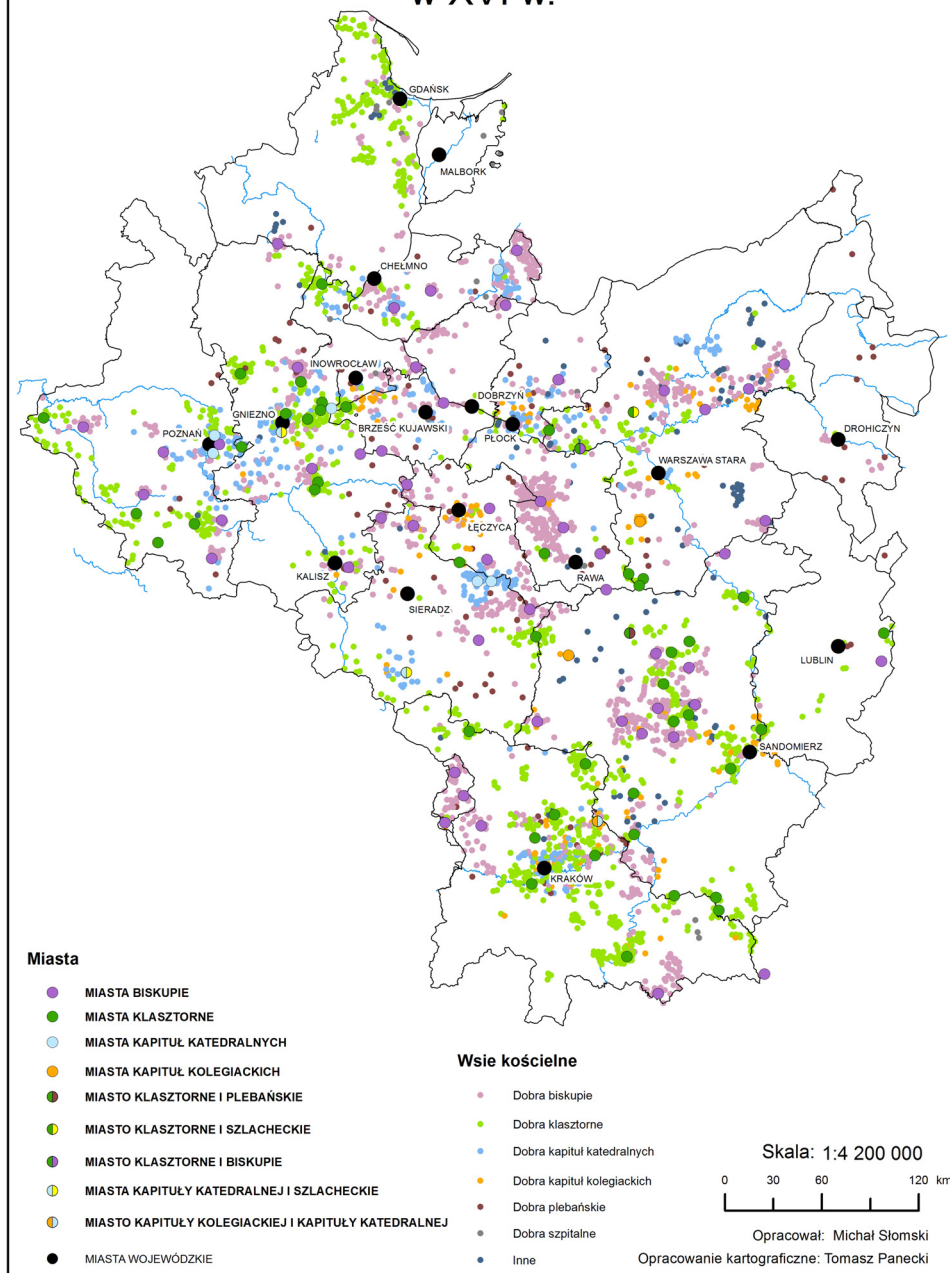 w XVI w.
GDAŃSK
MALBORK
CHEŁMNO
INOWROCŁAW
DOBRZYŃ
GNIEZNO
BRZEŚĆ KUJAWSKI
PŁOCK
POZNAŃ
DROHICZYN
WARSZAWA STARA
ŁĘCZYCA
RAWA
KALISZ
SIERADZ
LUBLIN
SANDOMIERZ
KRAKÓW
Miasta
MIASTA BISKUPIE
MIASTA KLASZTORNE
MIASTA KAPITUŁ KATEDRALNYCH
MIASTA KAPITUŁ KOLEGIACKICH
MIASTO KLASZTORNE I PLEBAŃSKIE
MIASTO KLASZTORNE I SZLACHECKIE
MIASTO KLASZTORNE I BISKUPIE
MIASTA KAPITUŁY KATEDRALNEJ I SZLACHECKIE
MIASTO KAPITUŁY KOLEGIACKIEJ I KAPITUŁY KATEDRALNEJ
MIASTA WOJEWÓDZKIE
Wsie kościelne
Dobra biskupie
Dobra klasztorne
Dobra kapituł katedralnych
Dobra kapituł kolegiackich
Dobra plebańskie
Dobra szpitalne
Inne
Skala: 1:4 200 000
0 30 60 120 km
Opracował: Michał Słomski
Opracowanie kartograficzne: Tomasz Panecki